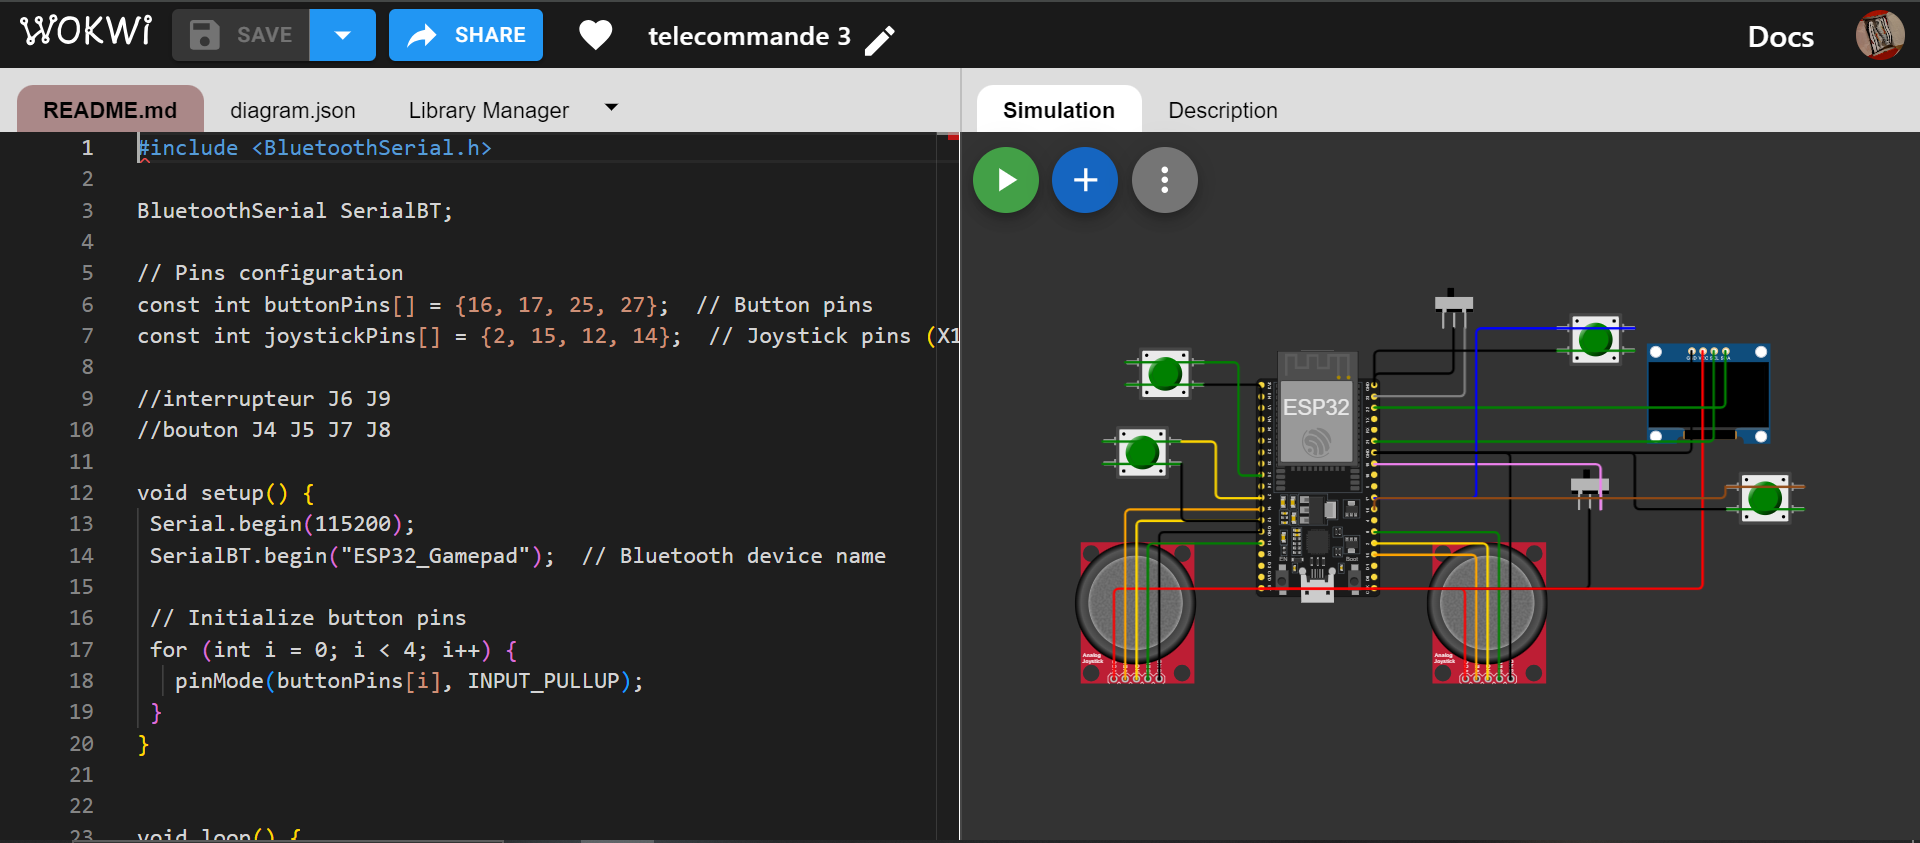 WOKWi SAVE SHARE telecommande 3 Docs
README.md diagram.json Library Manager
Simulation Description
1 #include <BluetoothSerial.h>
2
3 BluetoothSerial SerialBT;
4
5 // Pins configuration
6 const int buttonPins[] = {16, 17, 25, 27};  // Button pins
7 const int joystickPins[] = {2, 15, 12, 14};  // Joystick pins (X1
8
9 //interrupteur J6 J9
10 //bouton J4 J5 J7 J8
11
12 void setup() {
13 Serial.begin(115200);
14 SerialBT.begin("ESP32_Gamepad");  // Bluetooth device name
15
16 // Initialize button pins
17 for (int i = 0; i < 4; i++) {
18 pinMode(buttonPins[i], INPUT_PULLUP);
19 }
20 }
21
22
23 void loop() {
ESP32
EN Boot
Analog
Joystick
Analog
Joystick